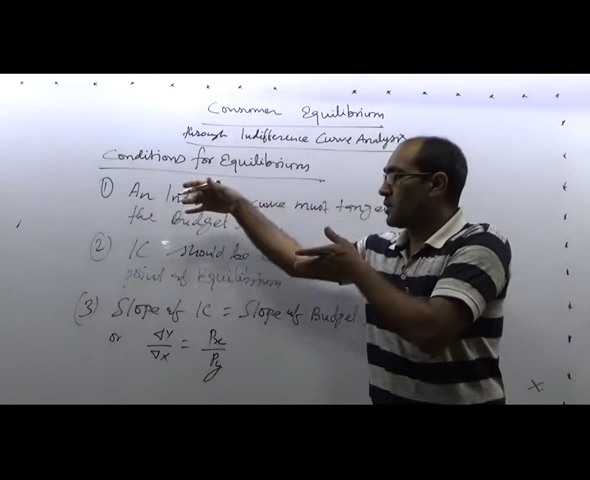 Consumer Equilibrium
through Indifference Curve Analysis
Conditions for Equilibrium
① An In curve must tange
the budget
② IC should be
point of Equilibrium
(3) Slope of IC = Slope of Budget
or ΔY/ΔX = Px/Py
X